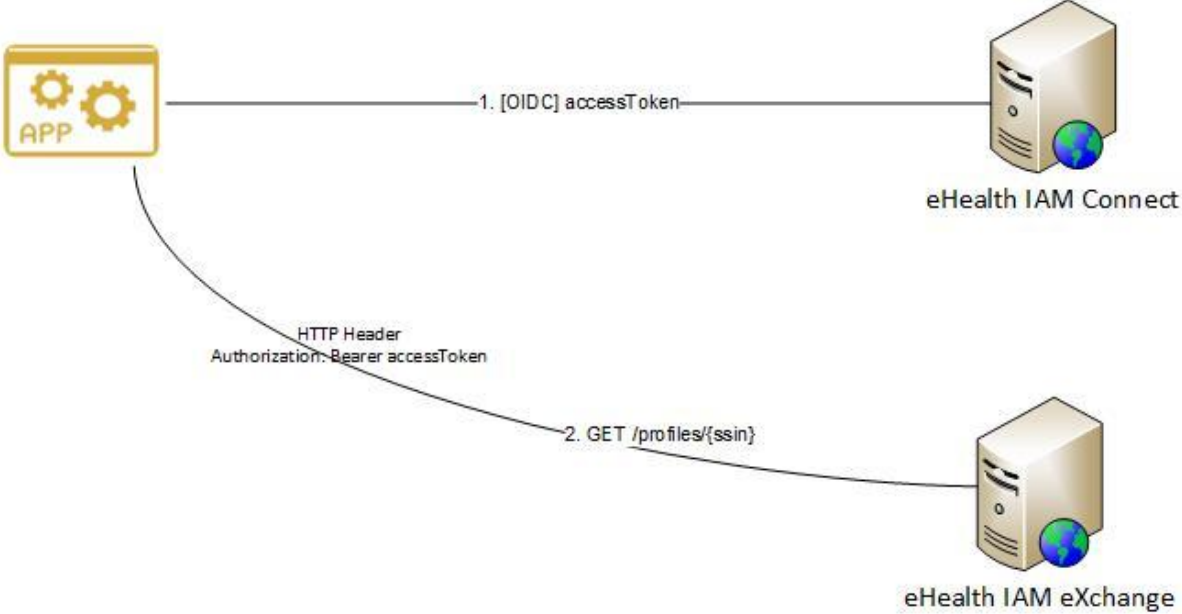 APP
1. [OIDC] accessToken
eHealth IAM Connect
HTTP Header
Authorization: Bearer accessToken
2. GET /profiles/{ssin}
eHealth IAM eXchange